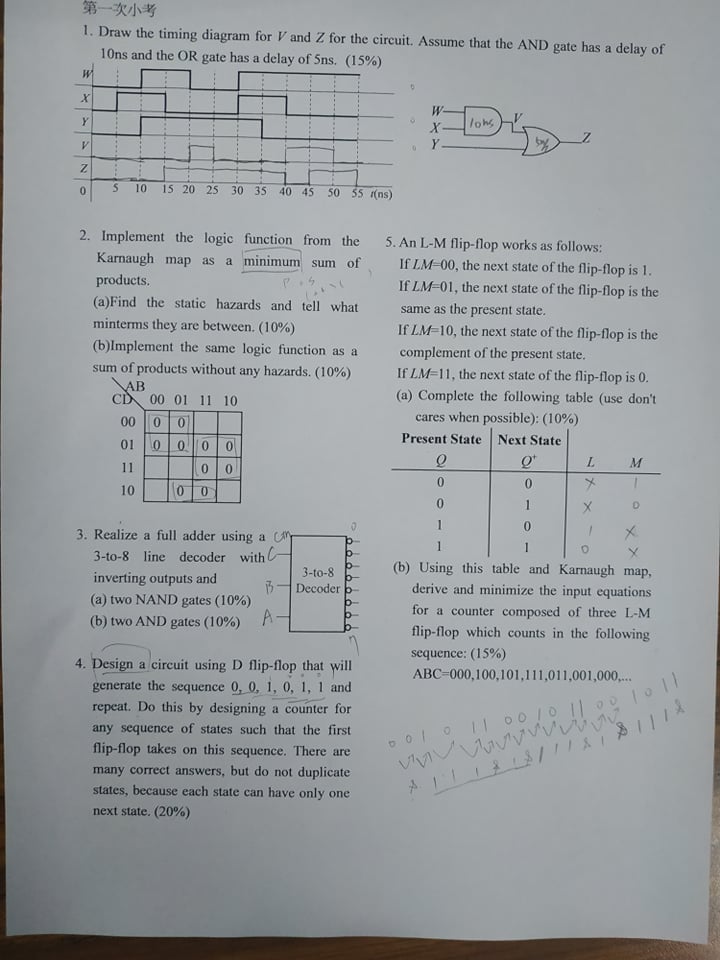 第一次小考
1. Draw the timing diagram for V and Z for the circuit. Assume that the AND gate has a delay of
10ns and the OR gate has a delay of 5ns. (15%)
W
X
Y
V
Z
0 5 10 15 20 25 30 35 40 45 50 55 t(ns)
W
X
Y
10ns
V
Z
2. Implement the logic function from the
Karnaugh map as a minimum sum of
products.
(a)Find the static hazards and tell what
minterms they are between. (10%)
(b)Implement the same logic function as a
sum of products without any hazards. (10%)
AB
CD 00 01 11 10
00 0 0
01 0 0 0 0
11 0 0
10 0 0
3. Realize a full adder using a
3-to-8 line decoder with
inverting outputs and
(a) two NAND gates (10%)
(b) two AND gates (10%)
Cin
B
A
3-to-8
Decoder
0
7
4. Design a circuit using D flip-flop that will
generate the sequence 0, 0, 1, 0, 1, 1 and
repeat. Do this by designing a counter for
any sequence of states such that the first
flip-flop takes on this sequence. There are
many correct answers, but do not duplicate
states, because each state can have only one
next state. (20%)
5. An L-M flip-flop works as follows:
If LM=00, the next state of the flip-flop is 1.
If LM=01, the next state of the flip-flop is the
same as the present state.
If LM=10, the next state of the flip-flop is the
complement of the present state.
If LM=11, the next state of the flip-flop is 0.
(a) Complete the following table (use don't
cares when possible): (10%)
Present State Next State
Q Q+ L M
0 0 X 1
0 1 X 0
1 0 1 X
1 1 0 X
(b) Using this table and Karnaugh map,
derive and minimize the input equations
for a counter composed of three L-M
flip-flop which counts in the following
sequence: (15%)
ABC=000,100,101,111,011,001,000,...
0 0 1 0 1 1 0 0 1 0 1 1 0 0 1 0 1 1